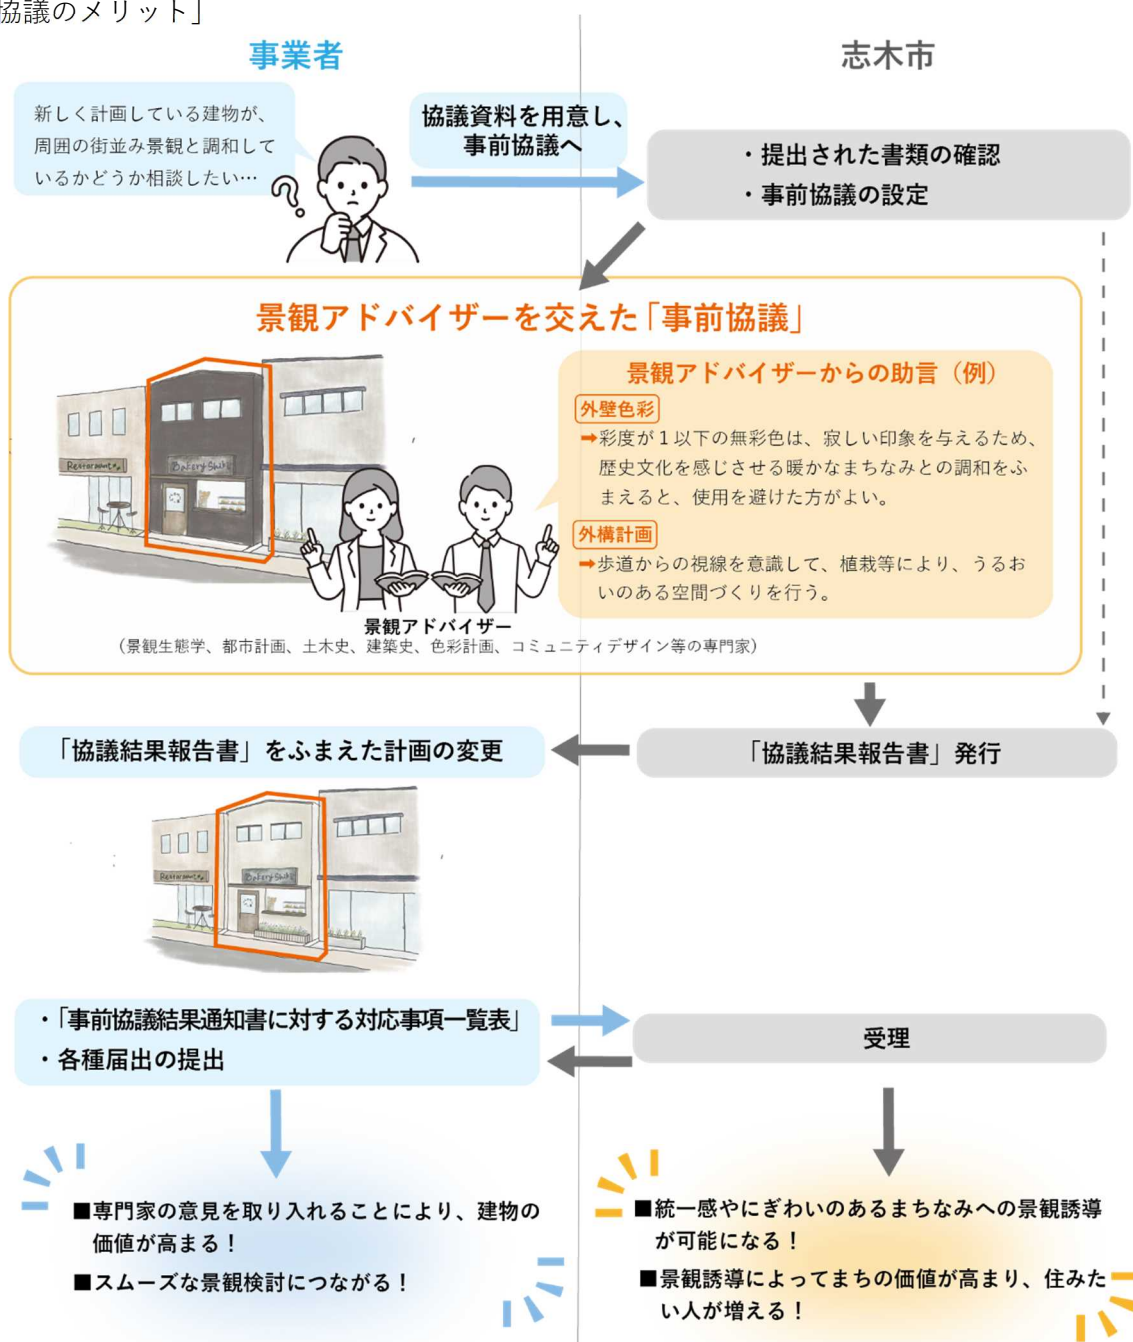 協議のメリット」
事業者
志木市
新しく計画している建物が、
周囲の街並み景観と調和して
いるかどうか相談したい…
協議資料を用意し、
事前協議へ
・提出された書類の確認
・事前協議の設定
景観アドバイザーを交えた「事前協議」
Restaurant
Bakery Shiki
景観アドバイザーからの助言（例）
外壁色彩
➡彩度が１以下の無彩色は、寂しい印象を与えるため、
歴史文化を感じさせる暖かなまちなみとの調和をふ
まえると、使用を避けた方がよい。
外構計画
➡歩道からの視線を意識して、植栽等により、うるお
いのある空間づくりを行う。
景観アドバイザー
（景観生態学、都市計画、土木史、建築史、色彩計画、コミュニティデザイン等の専門家）
「協議結果報告書」をふまえた計画の変更
「協議結果報告書」発行
Restaurant
Bakery Shiki
・「事前協議結果通知書に対する対応事項一覧表」
・各種届出の提出
受理
■専門家の意見を取り入れることにより、建物の
価値が高まる！
■スムーズな景観検討につながる！
■統一感やにぎわいのあるまちなみへの景観誘導
が可能になる！
■景観誘導によってまちの価値が高まり、住みた
い人が増える！